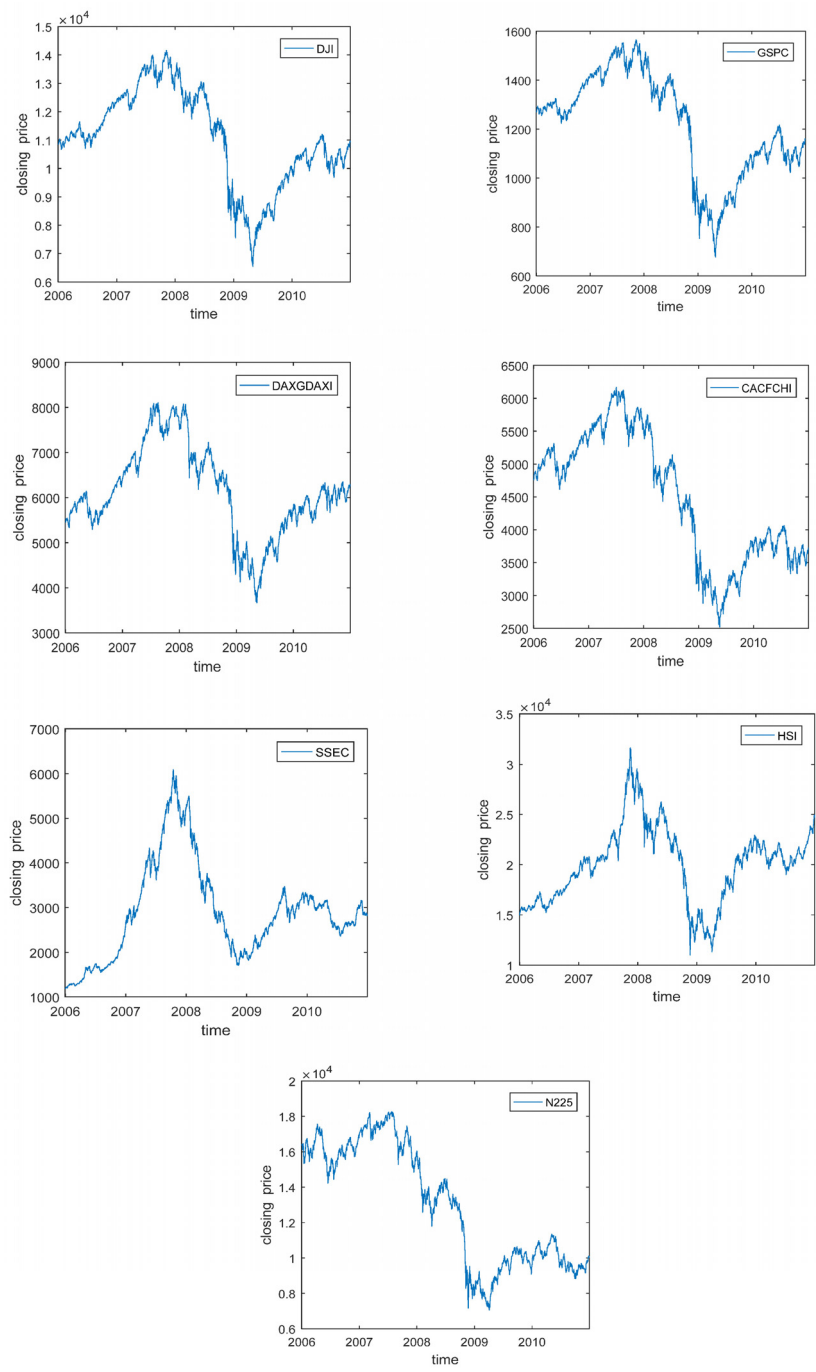 ×10⁴
1.5
1.4
1.3
1.2
1.1
1
0.9
0.8
0.7
0.6
closing price
DJI
2006 2007 2008 2009 2010
time
1600
1400
1200
1000
800
600
closing price
GSPC
2006 2007 2008 2009 2010
time
9000
8000
7000
6000
5000
4000
3000
closing price
DAXGDAXI
2006 2007 2008 2009 2010
time
6500
6000
5500
5000
4500
4000
3500
3000
2500
closing price
CACFCHI
2006 2007 2008 2009 2010
time
7000
6000
5000
4000
3000
2000
1000
closing price
SSEC
2006 2007 2008 2009 2010
time
×10⁴
3.5
3
2.5
2
1.5
1
closing price
HSI
2006 2007 2008 2009 2010
time
×10⁴
2
1.8
1.6
1.4
1.2
1
0.8
0.6
closing price
N225
2006 2007 2008 2009 2010
time